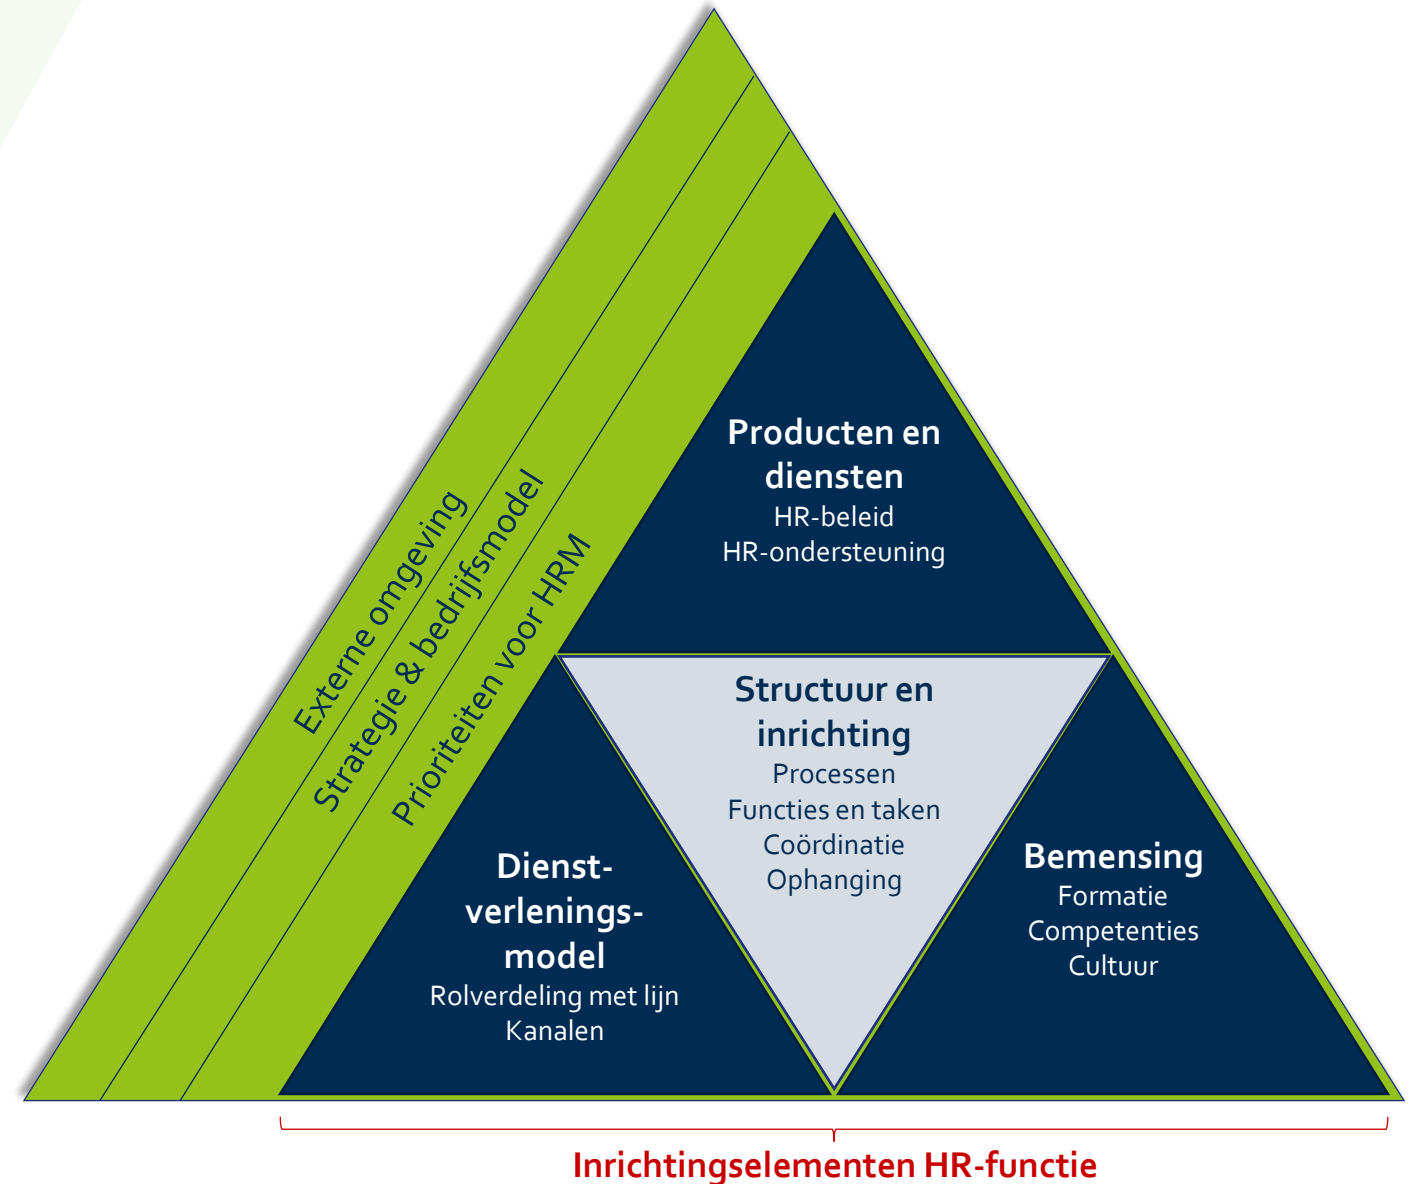 Externe omgeving
Strategie & bedrijfsmodel
Prioriteiten voor HRM
Producten en
diensten
HR-beleid
HR-ondersteuning
Structuur en
inrichting
Processen
Functies en taken
Coördinatie
Ophanging
Dienst-
verlenings-
model
Rolverdeling met lijn
Kanalen
Bemensing
Formatie
Competenties
Cultuur
Inrichtingselementen HR-functie